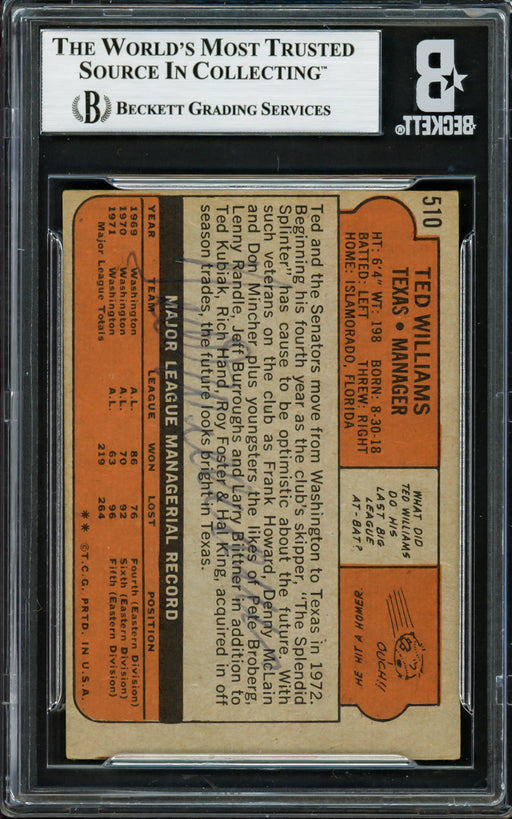 THE WORLD'S MOST TRUSTED
SOURCE IN COLLECTING™
B BECKETT GRADING SERVICES
B
BECKETT®
510
TED WILLIAMS
TEXAS • MANAGER
HT: 6'4" WT: 198 BORN: 8-30-18
BATTED: LEFT THREW: RIGHT
HOME: ISLAMORADO, FLORIDA
WHAT DID
TED WILLIAMS
DO HIS
LAST BIG
LEAGUE
AT-BAT?
OUCH!!
HE HIT A HOMER.
Ted and the Senators move from Washington to Texas in 1972.
Beginning his fourth year as the club's skipper, "The Splendid
Splinter" has cause to be optimistic about the future. With
such veterans on the club as Frank Howard, Denny McLain
and Don Mincher, plus youngsters the likes of Pete Broberg,
Lenny Randle, Jeff Burroughs and Larry Biittner in addition to
Ted Kubiak, Rich Hand, Roy Foster & Hal King, acquired in off
season trades, the future looks bright in Texas.
MAJOR LEAGUE MANAGERIAL RECORD
YEAR TEAM LEAGUE WON LOST POSITION
1969 Washington A.L. 86 76 Fourth (Eastern Division)
1970 Washington A.L. 70 92 Sixth (Eastern Division)
1971 Washington A.L. 63 96 Fifth (Eastern Division)
Major League Totals 219 264
** ©T.C.G. PRTD. IN U.S.A.